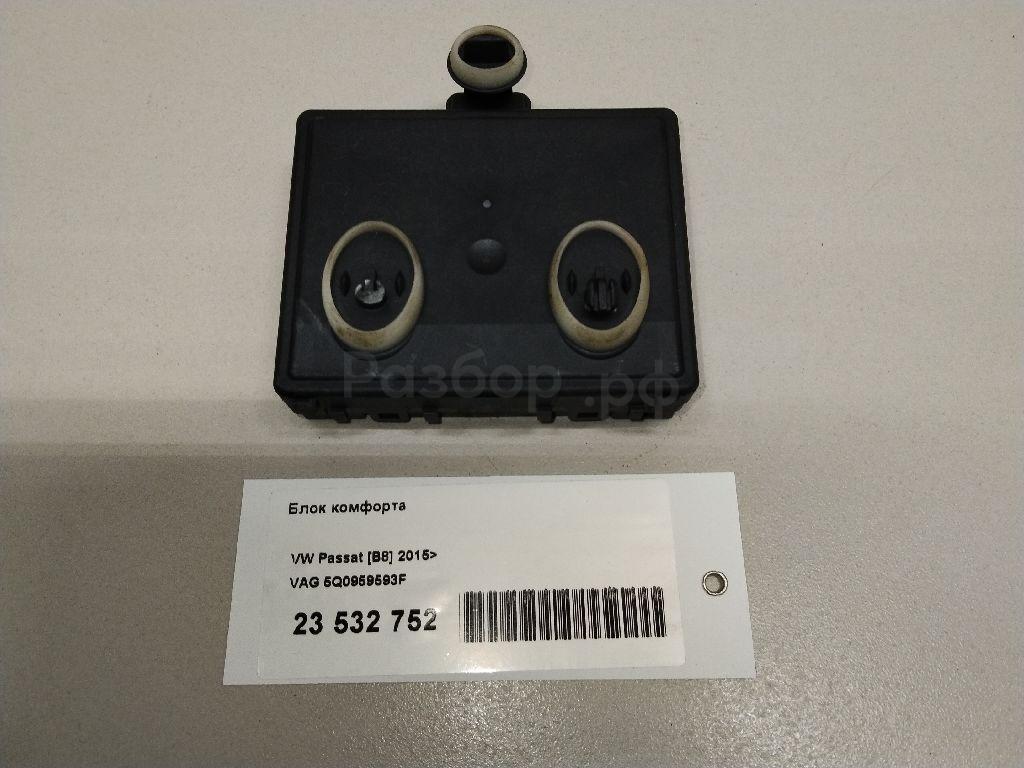 Разбор.рф
Блок комфорта
VW Passat [B8] 2015>
VAG 5Q0959593F
23 532 752